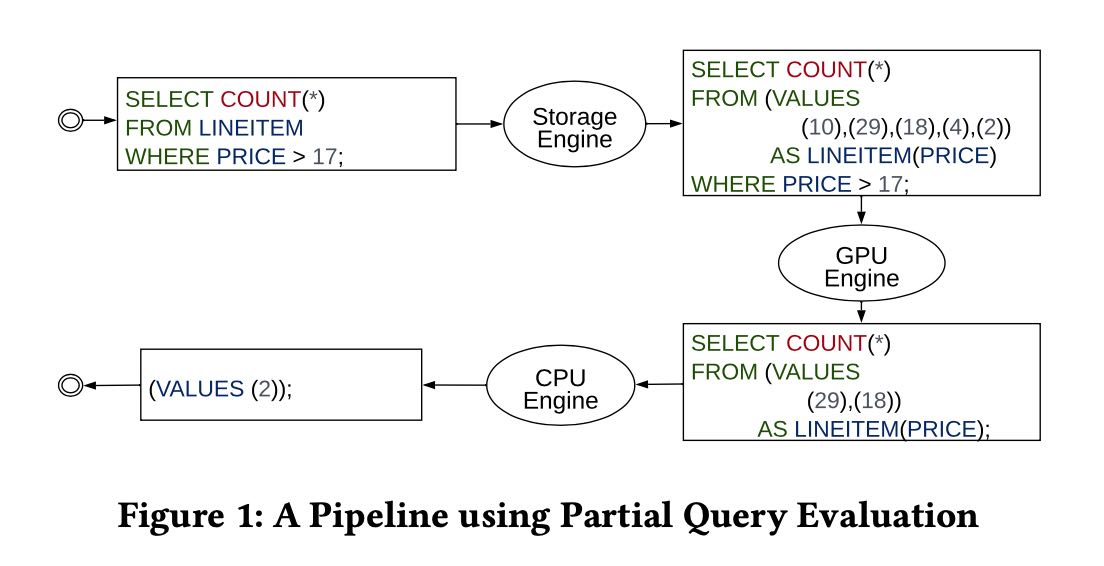 SELECT COUNT(*)
FROM LINEITEM
WHERE PRICE > 17;
Storage
Engine
SELECT COUNT(*)
FROM (VALUES
(10),(29),(18),(4),(2))
AS LINEITEM(PRICE)
WHERE PRICE > 17;
GPU
Engine
SELECT COUNT(*)
FROM (VALUES
(29),(18))
AS LINEITEM(PRICE);
CPU
Engine
(VALUES (2));
Figure 1: A Pipeline using Partial Query Evaluation